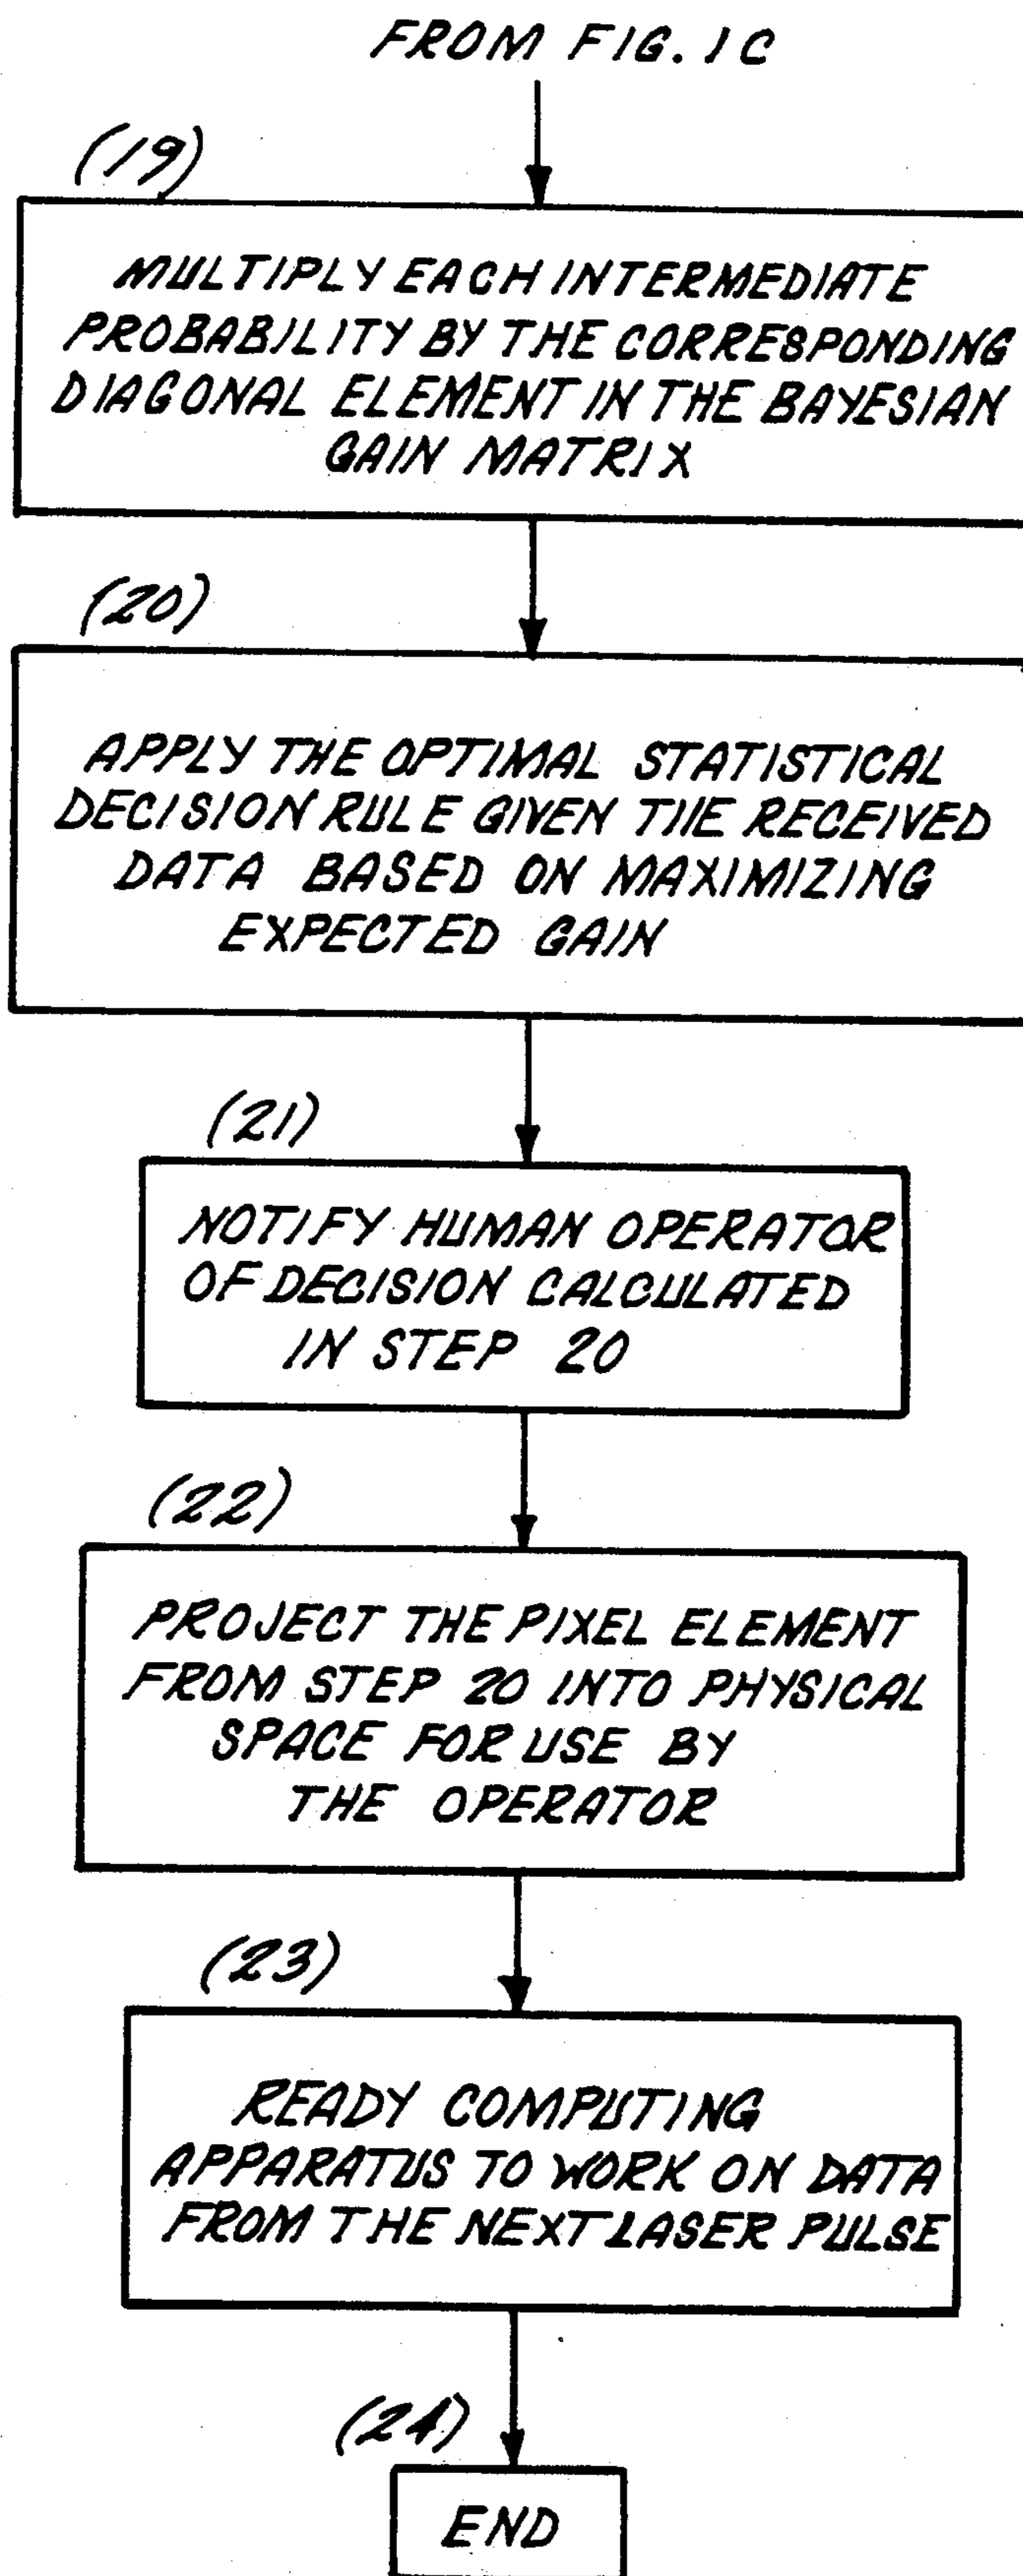 FROM FIG. 1C
(19)
MULTIPLY EACH INTERMEDIATE
PROBABILITY BY THE CORRESPONDING
DIAGONAL ELEMENT IN THE BAYESIAN
GAIN MATRIX
(20)
APPLY THE OPTIMAL STATISTICAL
DECISION RULE GIVEN THE RECEIVED
DATA BASED ON MAXIMIZING
EXPECTED GAIN
(21)
NOTIFY HUMAN OPERATOR
OF DECISION CALCULATED
IN STEP 20
(22)
PROJECT THE PIXEL ELEMENT
FROM STEP 20 INTO PHYSICAL
SPACE FOR USE BY
THE OPERATOR
(23)
READY COMPUTING
APPARATUS TO WORK ON DATA
FROM THE NEXT LASER PULSE
(24)
END